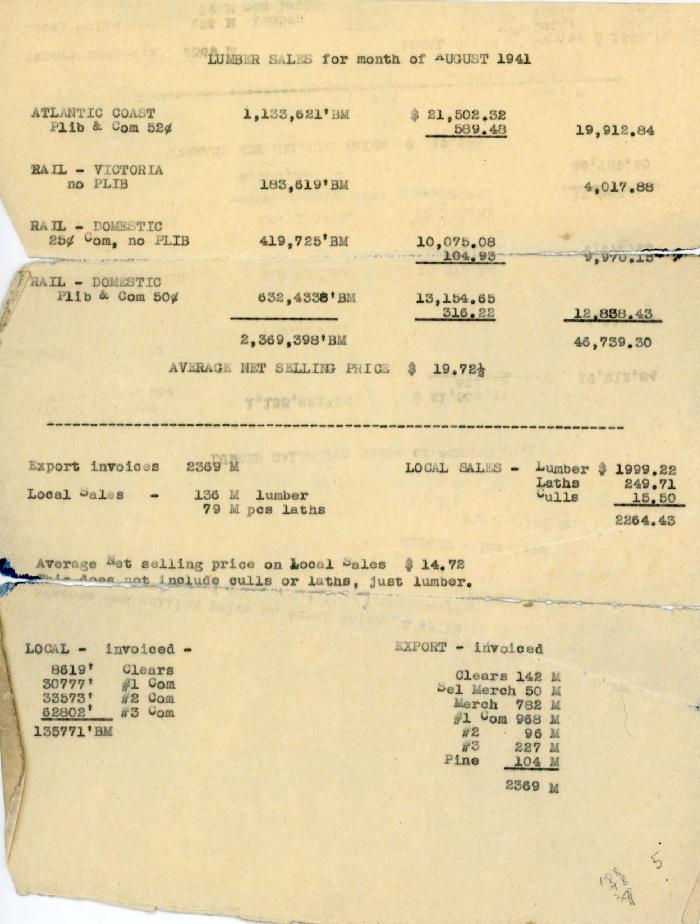 LUMBER SALES for month of AUGUST 1941
ATLANTIC COAST 1,133,621'BM $ 21,502.32
Plib & Com 52¢ 589.48 19,912.84
RAIL - VICTORIA
no PLIB 183,619'BM 4,017.88
RAIL - DOMESTIC
25¢ Com, no PLIB 419,725'BM 10,075.08
104.93 9,970.15
RAIL - DOMESTIC
Plib & Com 50¢ 632,4338'BM 13,154.65
316.22 12,838.43
2,369,398'BM 46,739.30
AVERAGE NET SELLING PRICE $ 19.72½
Export invoices 2369 M LOCAL SALES - Lumber $ 1999.22
Laths 249.71
Local Sales - 136 M lumber Culls 15.50
79 M pcs laths
2264.43
Average Net selling price on Local Sales $ 14.72
This does not include culls or laths, just lumber.
LOCAL - invoiced -
8619' Clears
30777' #1 Com
33573' #2 Com
62802' #3 Com
135771'BM
EXPORT - invoiced
Clears 142 M
Sel Merch 50 M
Merch 782 M
#1 Com 968 M
#2 96 M
#3 227 M
Pine 104 M
2369 M
5